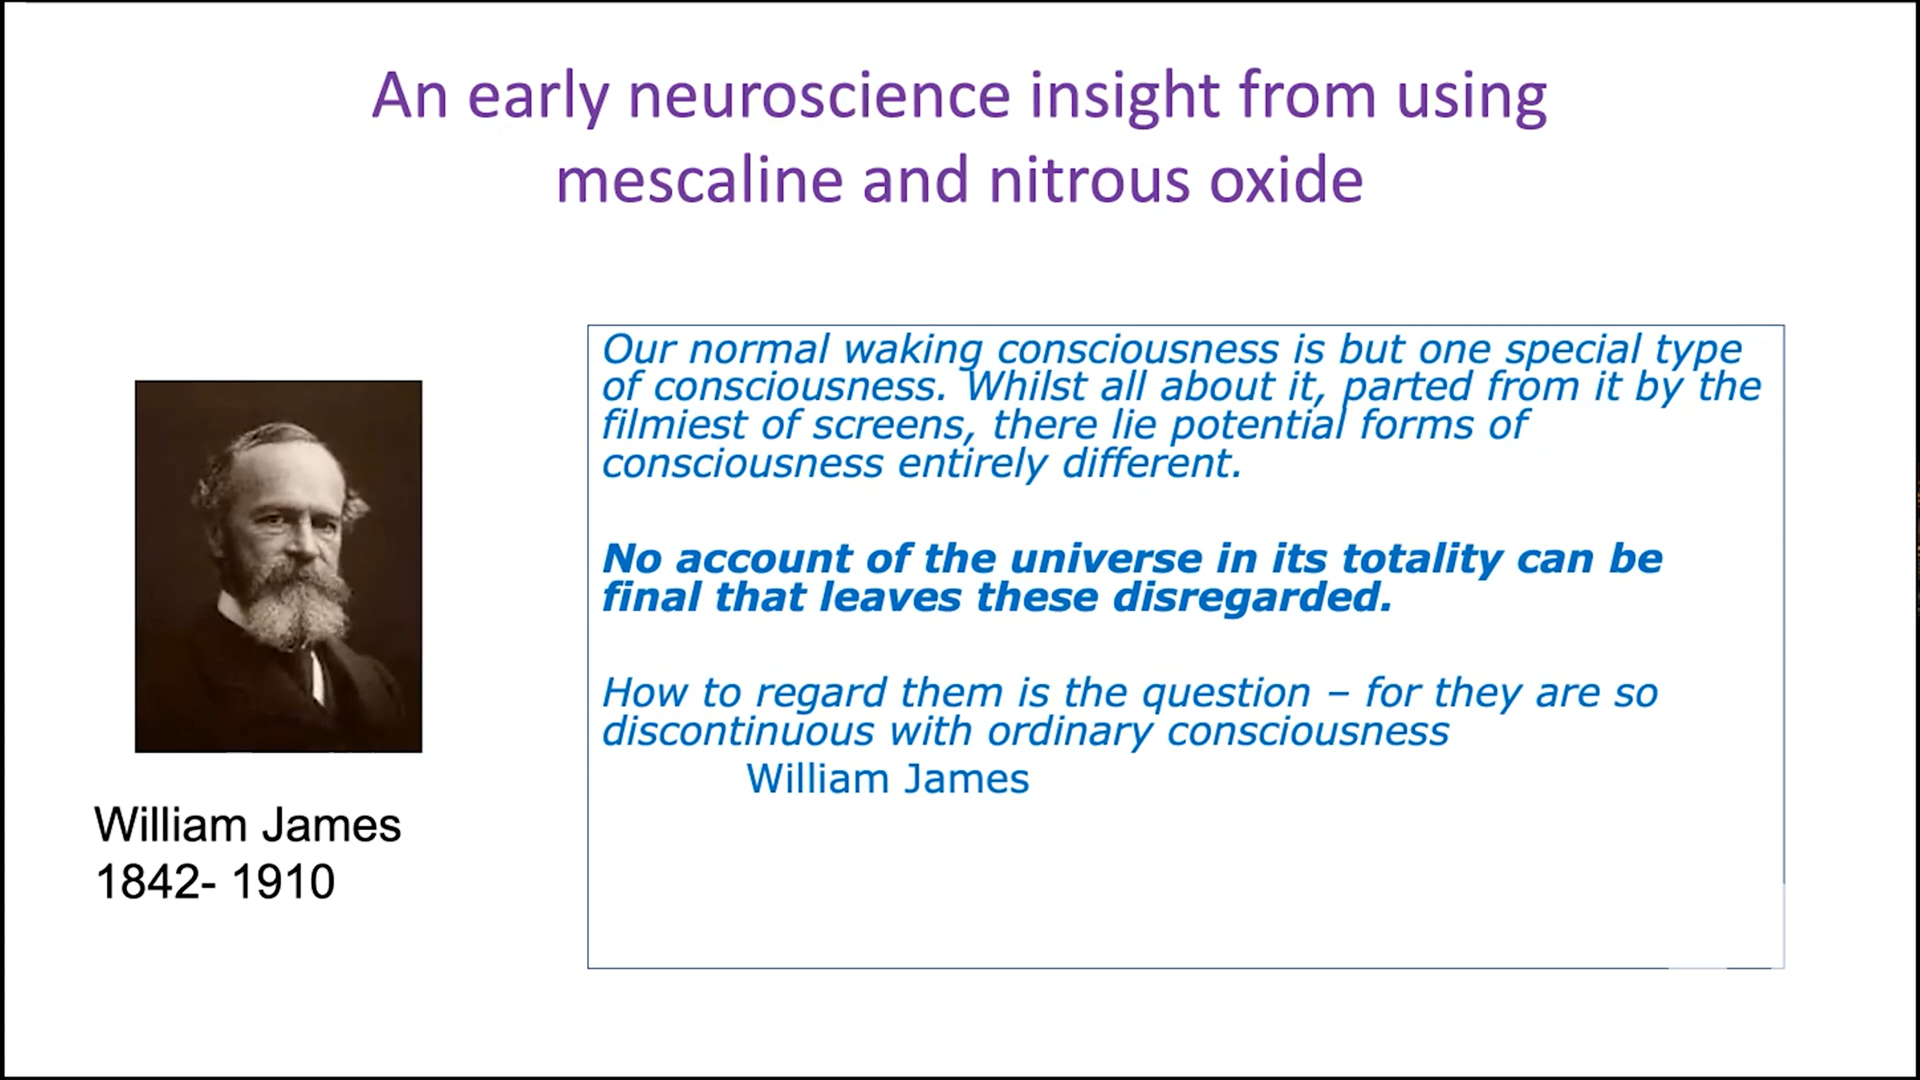 An early neuroscience insight from using
mescaline and nitrous oxide
Our normal waking consciousness is but one special type
of consciousness. Whilst all about it, parted from it by the
filmiest of screens, there lie potential forms of
consciousness entirely different.
No account of the universe in its totality can be
final that leaves these disregarded.
How to regard them is the question – for they are so
discontinuous with ordinary consciousness
William James
William James
1842- 1910